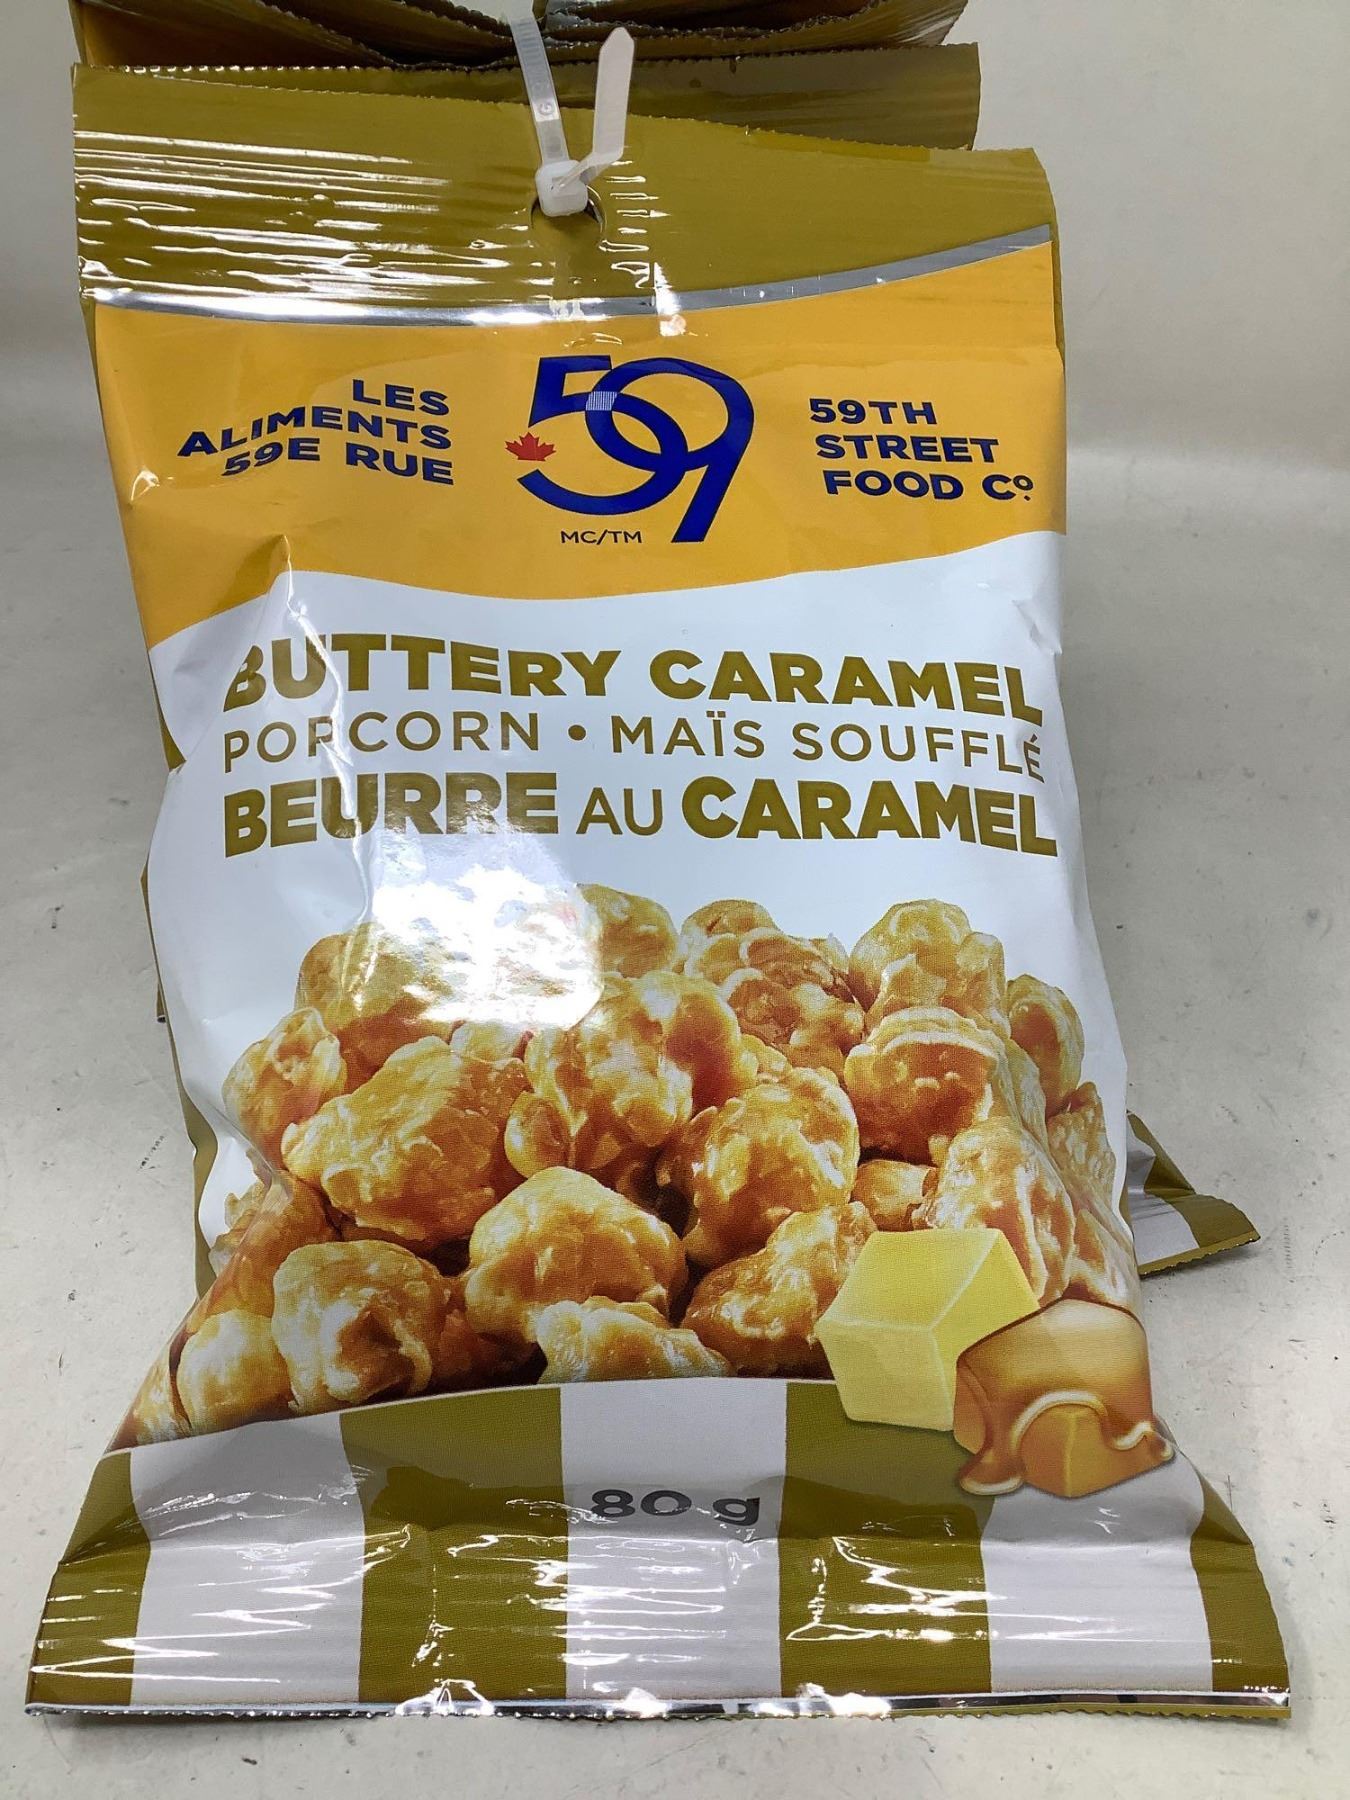 LES
ALIMENTS
59E RUE
59
MC/TM
59TH
STREET
FOOD Cº.
BUTTERY CARAMEL
POPCORN • MAÏS SOUFFLÉ
BEURRE AU CARAMEL
80 g